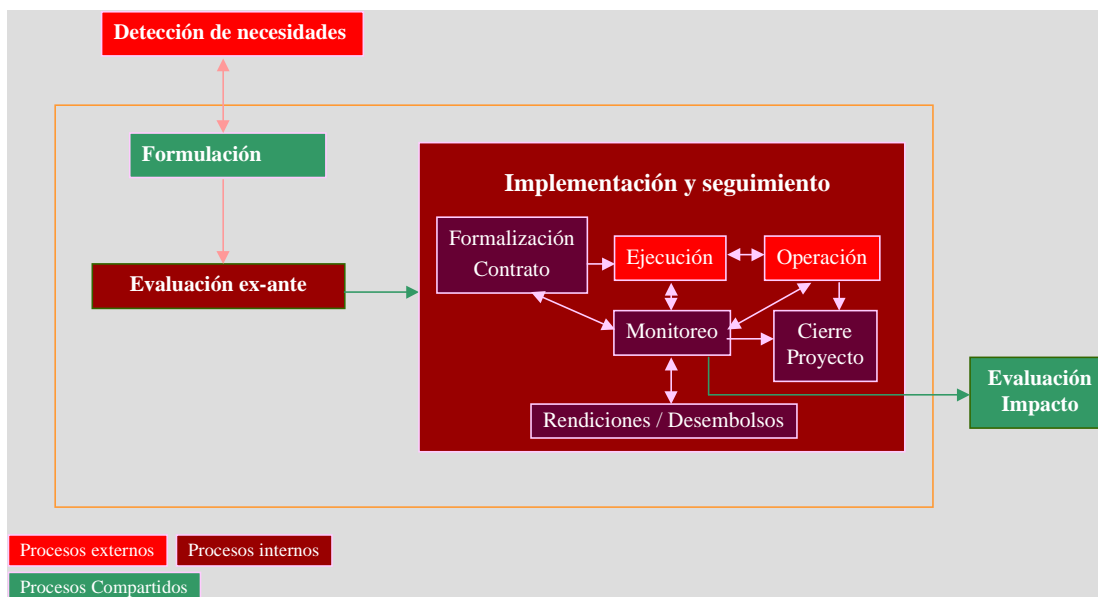 Detección de necesidades
Formulación
Evaluación ex-ante
Implementación y seguimiento
Formalización
Contrato
Ejecución
Operación
Monitoreo
Cierre
Proyecto
Rendiciones / Desembolsos
Evaluación
Impacto
Procesos externos
Procesos internos
Procesos Compartidos